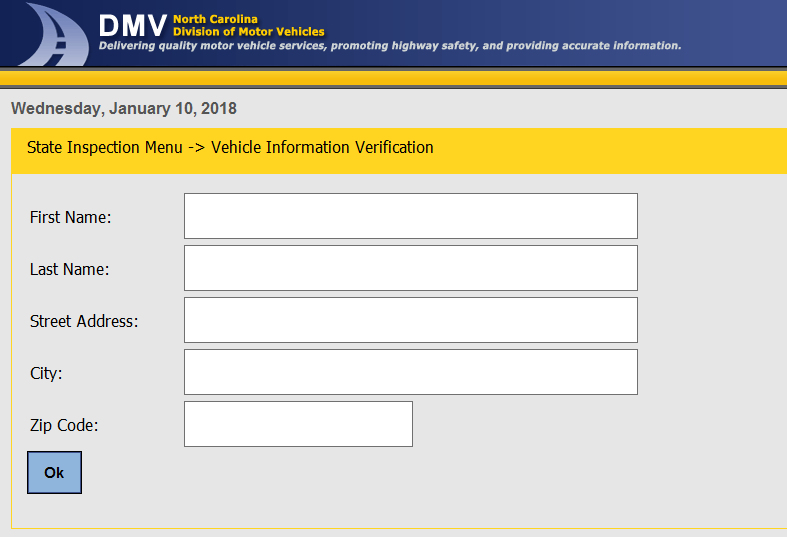 DMV
North Carolina
Division of Motor Vehicles
Delivering quality motor vehicle services, promoting highway safety, and providing accurate information.
Wednesday, January 10, 2018
State Inspection Menu -> Vehicle Information Verification
First Name:
Last Name:
Street Address:
City:
Zip Code:
Ok